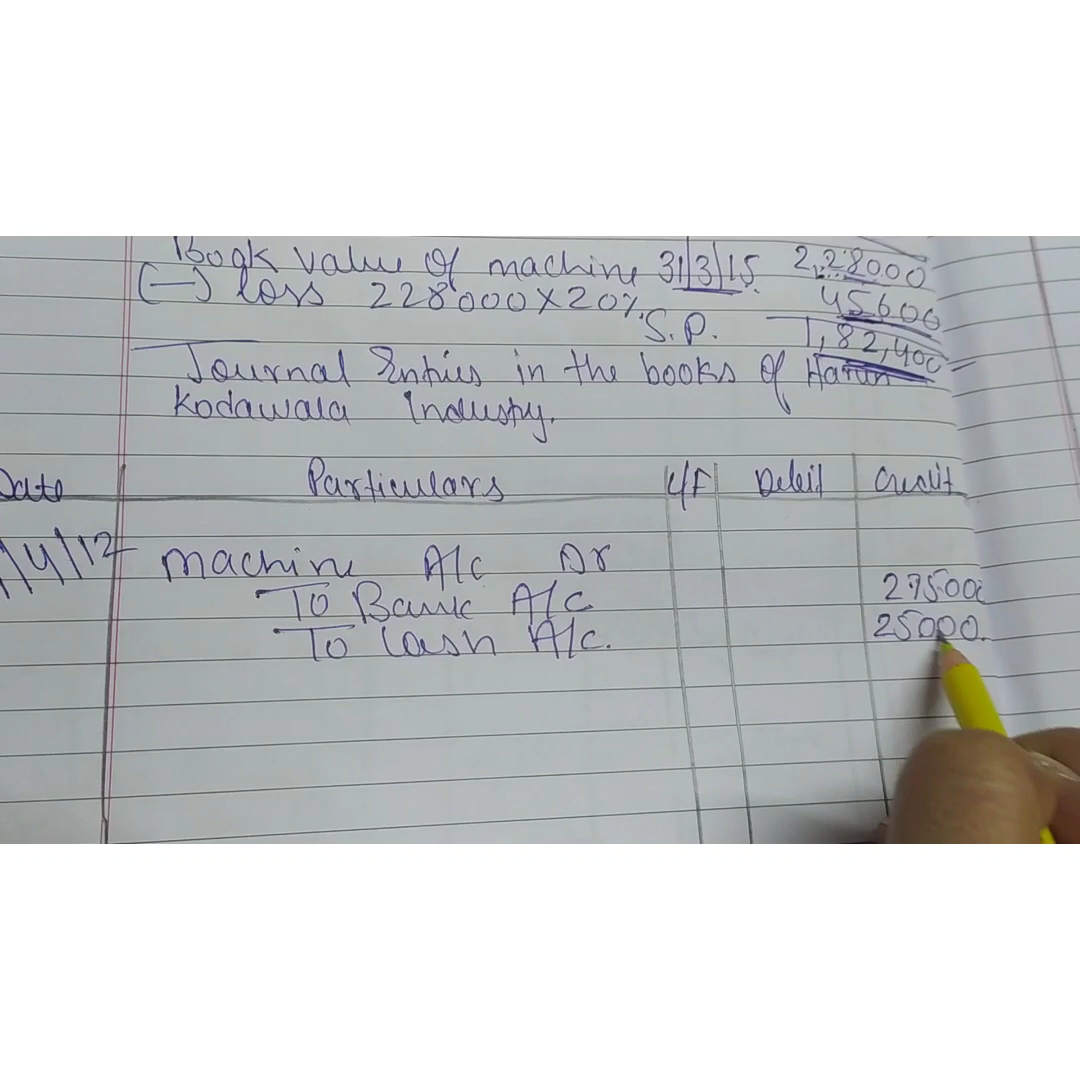 Book value of machine 31/3/15 2,28000
(-) loss 228000 X 20% 45600
S.P. 1,82,400
Journal Entries in the books of
Kodawala Industry.
Date Particulars L/F Debit Credit
/4/12 machine A/c Dr
To Bank A/c 275000
To Cash A/c. 25000